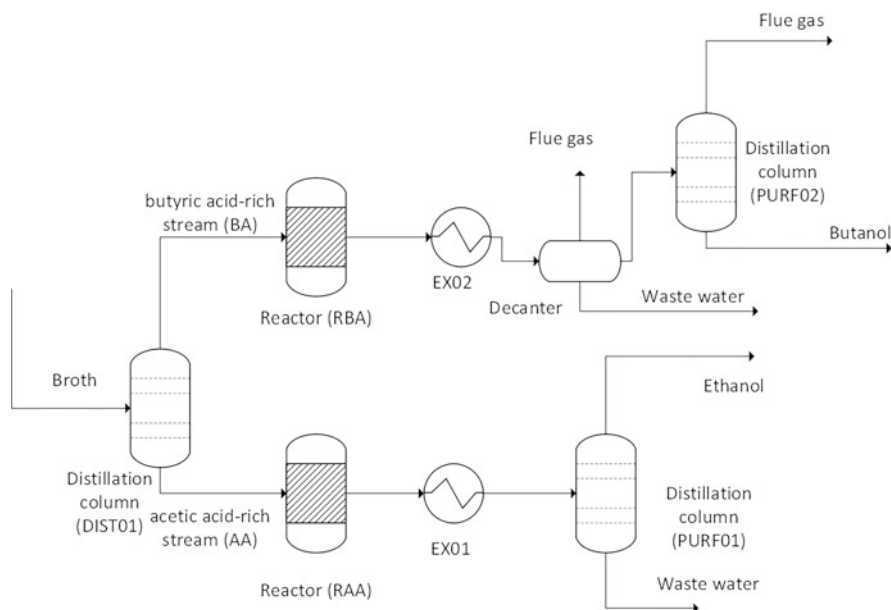 Flue gas
Flue gas
Distillation
column
(PURF02)
butyric acid-rich
stream (BA)
Butanol
EX02
Decanter
Waste water
Reactor (RBA)
Broth
Ethanol
Distillation
column
(DIST01)
acetic acid-rich
stream (AA)
EX01
Distillation
column
(PURF01)
Reactor (RAA)
Waste water